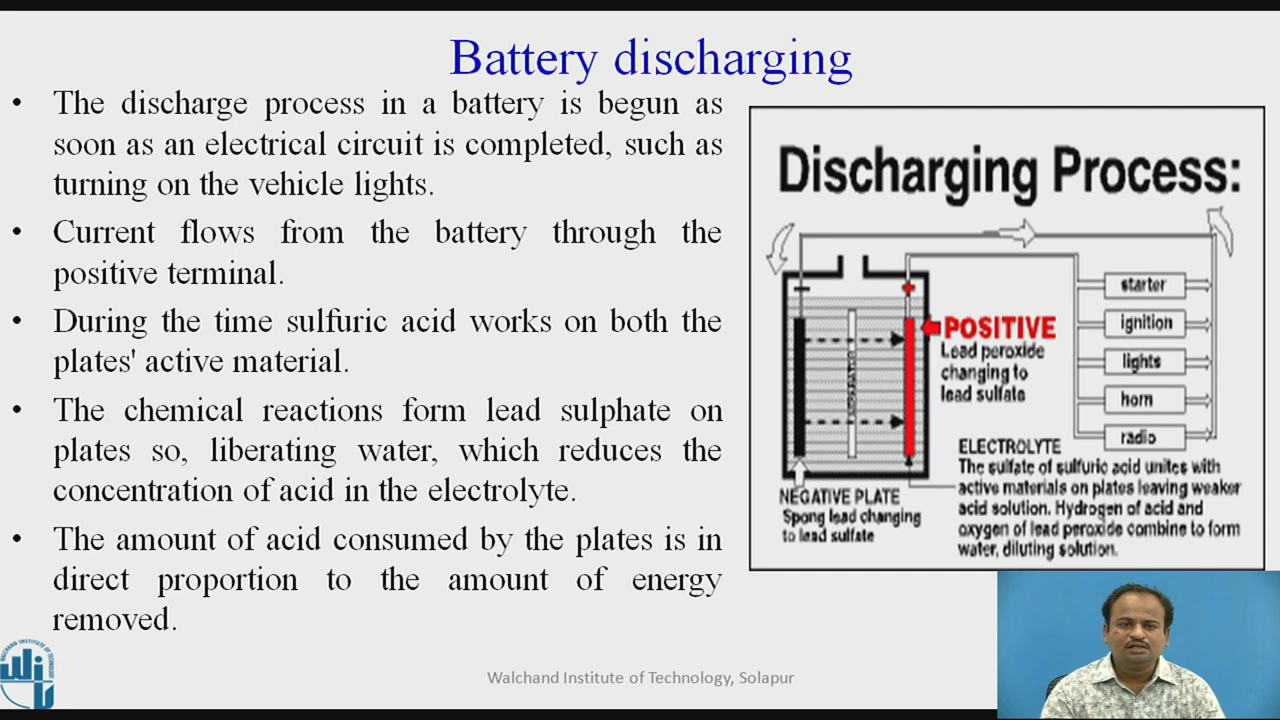 Battery discharging
• The discharge process in a battery is begun as
soon as an electrical circuit is completed, such as
turning on the vehicle lights.
• Current flows from the battery through the
positive terminal.
• During the time sulfuric acid works on both the
plates' active material.
• The chemical reactions form lead sulphate on
plates so, liberating water, which reduces the
concentration of acid in the electrolyte.
• The amount of acid consumed by the plates is in
direct proportion to the amount of energy
removed.
Discharging Process:
starter
ignition
lights
horn
radio
POSITIVE
Lead peroxide
changing to
lead sulfate
SEPARATOR
NEGATIVE PLATE
Spong lead changing
to lead sulfate
ELECTROLYTE
The sulfate of sulfuric acid unites with
active materials on plates leaving weaker
acid solution. Hydrogen of acid and
oxygen of lead peroxide combine to form
water, diluting solution.
WALCHAND INSTITUTE OF TECHNOLOGY
WIT
Walchand Institute of Technology, Solapur